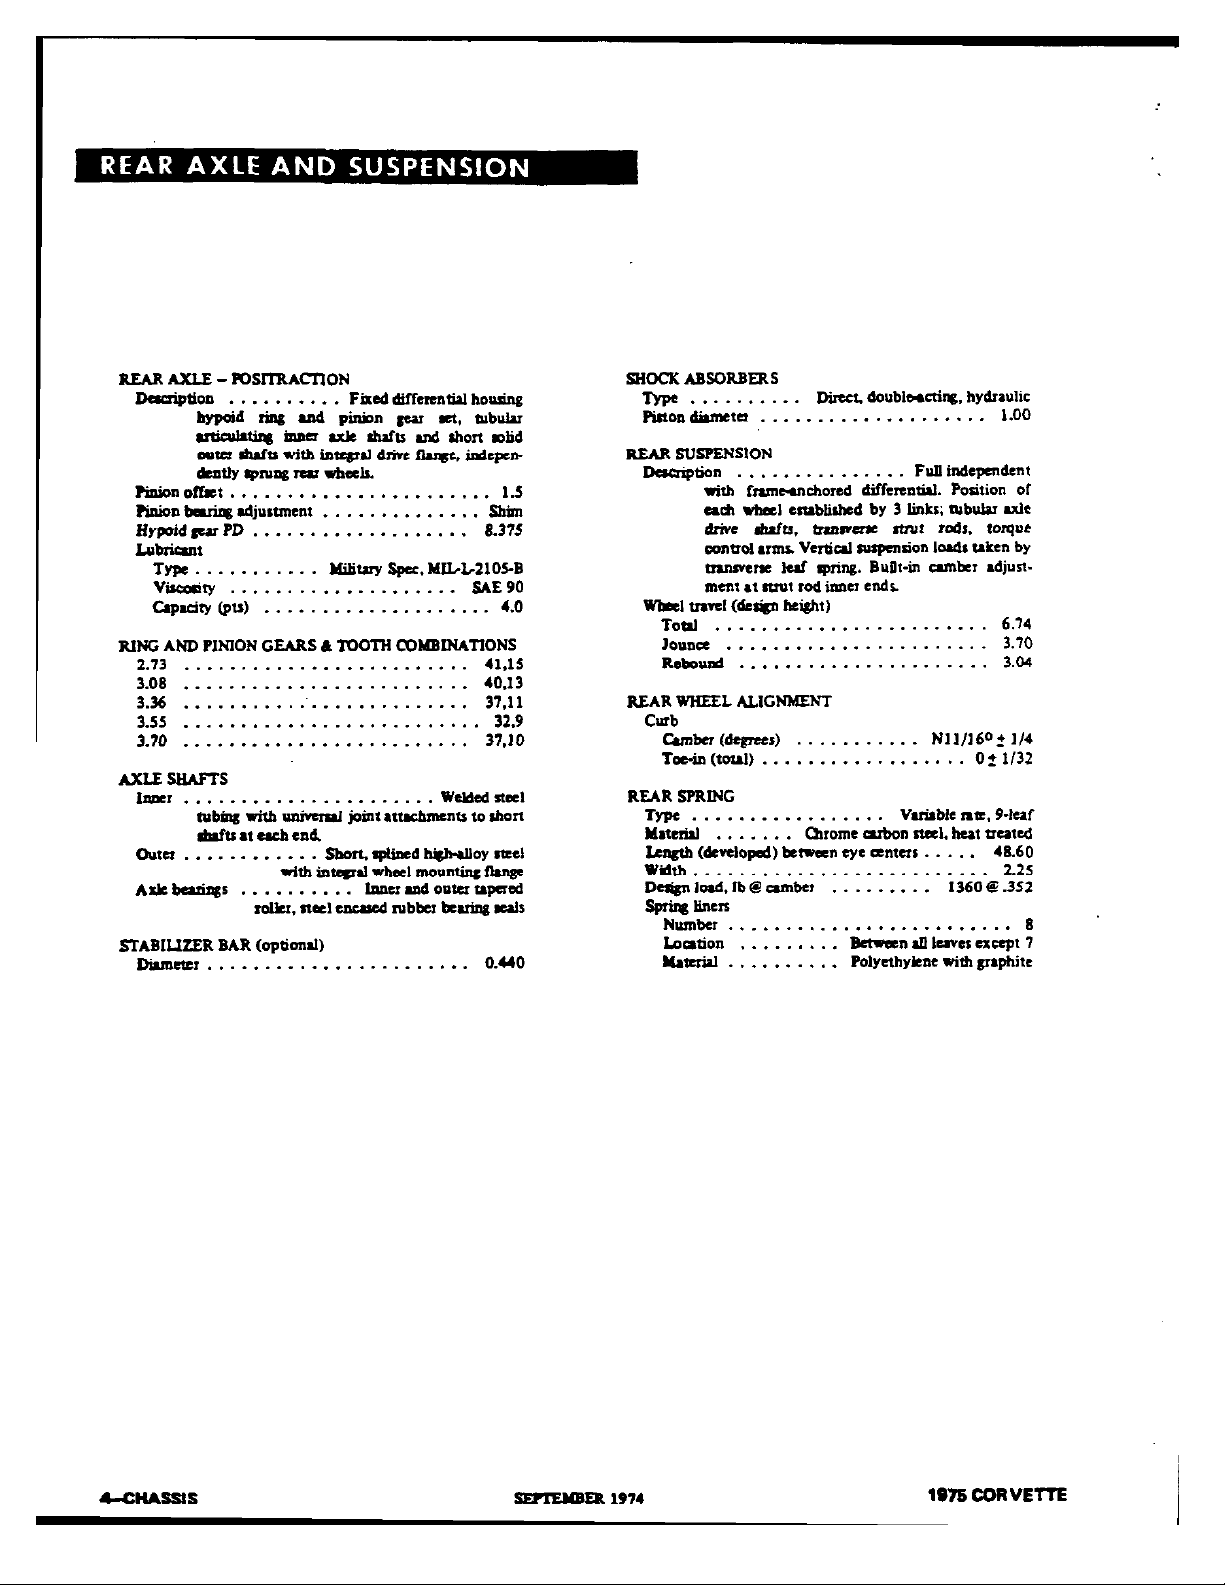 REAR AXLE AND SUSPENSION
REAR AXLE – POSITRACTION
Description . . . . . . . . . . Fixed differential housing
hypoid ring and pinion gear set, tubular
articulating inner axle shafts and short solid
outer shafts with integral drive flange, indepen-
dently sprung rear wheels.
Pinion offset . . . . . . . . . . . . . . . . . . . . . . . 1.5
Pinion bearing adjustment . . . . . . . . . . . . . . Shim
Hypoid gear PD . . . . . . . . . . . . . . . . . . . 8.375
Lubricant
Type . . . . . . . . . . . Military Spec, MIL-L-2105-B
Viscosity . . . . . . . . . . . . . . . . . . . . SAE 90
Capacity (pts) . . . . . . . . . . . . . . . . . . . . 4.0
RING AND PINION GEARS & TOOTH COMBINATIONS
2.73 . . . . . . . . . . . . . . . . . . . . . . . . . 41,15
3.08 . . . . . . . . . . . . . . . . . . . . . . . . . 40,13
3.36 . . . . . . . . . . . . . . . . . . . . . . . . . 37,11
3.55 . . . . . . . . . . . . . . . . . . . . . . . . . . 32,9
3.70 . . . . . . . . . . . . . . . . . . . . . . . . . 37,10
AXLE SHAFTS
Inner . . . . . . . . . . . . . . . . . . . . . . Welded steel
tubing with universal joint attachments to short
shafts at each end.
Outer . . . . . . . . . . . . Short, splined high-alloy steel
with integral wheel mounting flange
Axle bearings . . . . . . . . . . Inner and outer tapered
roller, steel encased rubber bearing seals
STABILIZER BAR (optional)
Diameter . . . . . . . . . . . . . . . . . . . . . . . 0.440
SHOCK ABSORBERS
Type . . . . . . . . . . Direct, double-acting, hydraulic
Piston diameter . . . . . . . . . . . . . . . . . . . . 1.00
REAR SUSPENSION
Description . . . . . . . . . . . . . . . Full independent
with frame-anchored differential. Position of
each wheel established by 3 links; tubular axle
drive shafts, transverse strut rods, torque
control arms. Vertical suspension loads taken by
transverse leaf spring. Built-in camber adjust-
ment at strut rod inner ends.
Wheel travel (design height)
Total . . . . . . . . . . . . . . . . . . . . . . . . 6.74
Jounce . . . . . . . . . . . . . . . . . . . . . . . 3.70
Rebound . . . . . . . . . . . . . . . . . . . . . . 3.04
REAR WHEEL ALIGNMENT
Curb
Camber (degrees) . . . . . . . . . . . N11/16° ± 1/4
Toe-in (total) . . . . . . . . . . . . . . . . . . 0 ± 1/32
REAR SPRING
Type . . . . . . . . . . . . . . . . . Variable rate, 9-leaf
Material . . . . . . . Chrome carbon steel, heat treated
Length (developed) between eye centers . . . . . 48.60
Width . . . . . . . . . . . . . . . . . . . . . . . . . . 2.25
Design load, lb @ camber . . . . . . . . . 1360 @ .352
Spring liners
Number . . . . . . . . . . . . . . . . . . . . . . . . . 8
Location . . . . . . . . . Between all leaves except 7
Material . . . . . . . . . . Polyethylene with graphite
4–CHASSIS
SEPTEMBER 1974
1975 CORVETTE